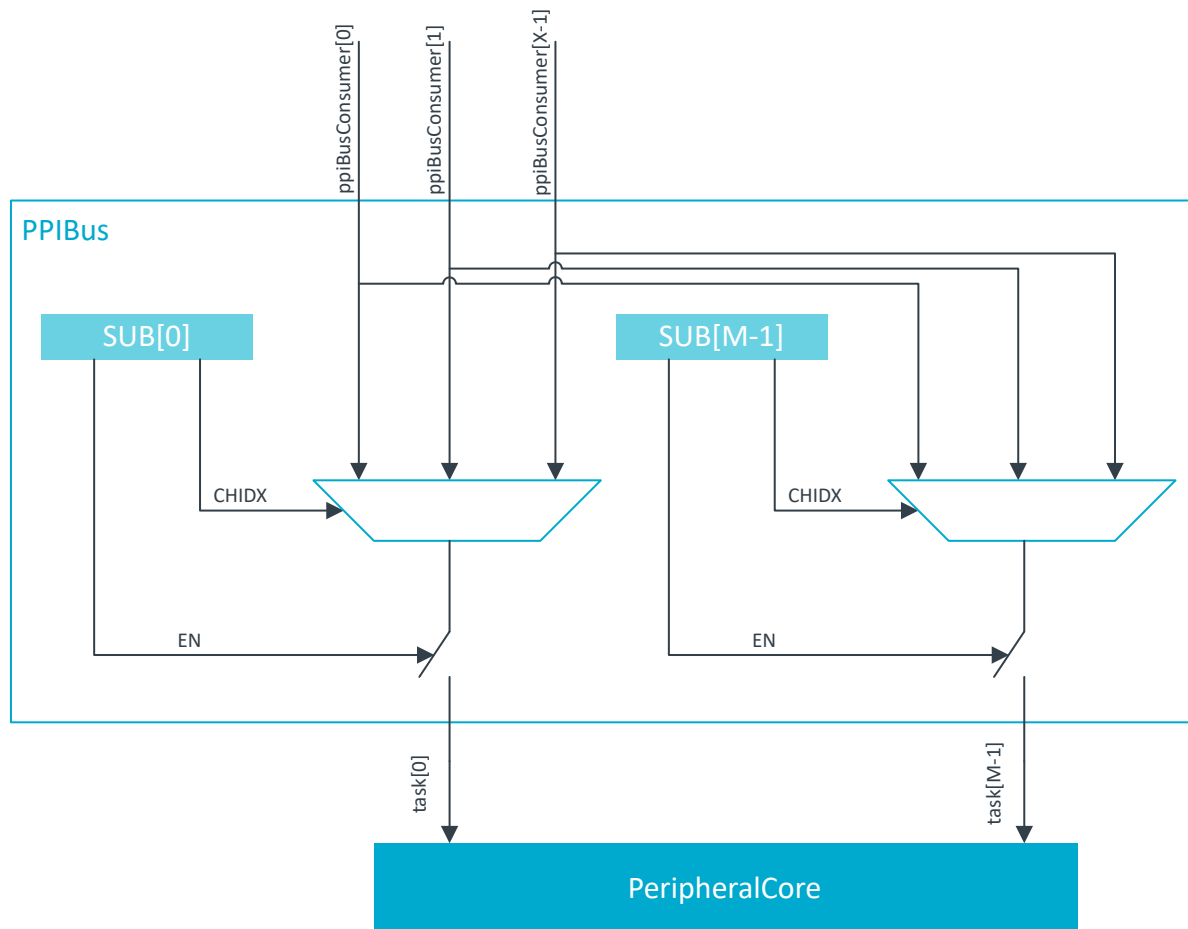 ppiBusConsumer[0]
ppiBusConsumer[1]
ppiBusConsumer[X-1]
PPIBus
SUB[0]
SUB[M-1]
CHIDX
CHIDX
EN
EN
task[0]
task[M-1]
PeripheralCore